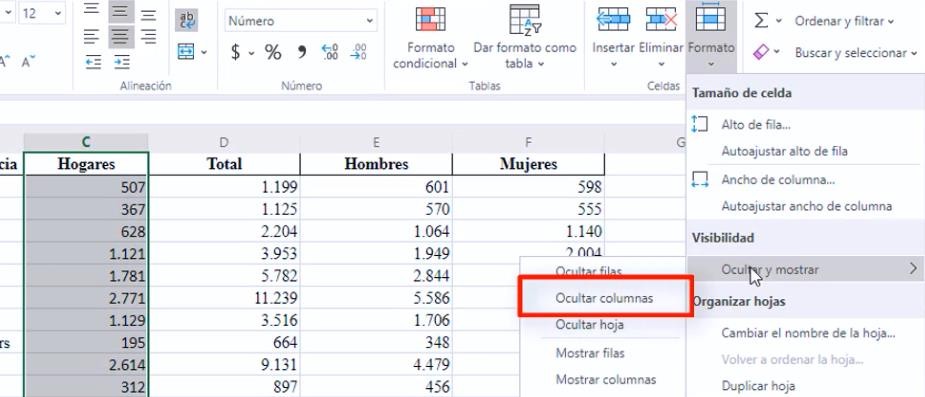 12
ab
Número
$ % ,
Formato condicional
Dar formato como tabla
Insertar Eliminar Formato
Ordenar y filtrar
Buscar y seleccionar
Alineación Número Tablas Celdas
Tamaño de celda
Alto de fila...
Autoajustar alto de fila
Ancho de columna...
Autoajustar ancho de columna
Visibilidad
Ocultar y mostrar
Organizar hojas
Cambiar el nombre de la hoja...
Volver a ordenar la hoja...
Duplicar hoja
C D E F G
cia Hogares Total Hombres Mujeres
507 1.199 601 598
367 1.125 570 555
628 2.204 1.064 1.140
1.121 3.953 1.949 2.004
1.781 5.782 2.844
2.771 11.239 5.586
1.129 3.516 1.706
rs 195 664 348
2.614 9.131 4.479
312 897 456
Ocultar filas
Ocultar columnas
Ocultar hoja
Mostrar filas
Mostrar columnas